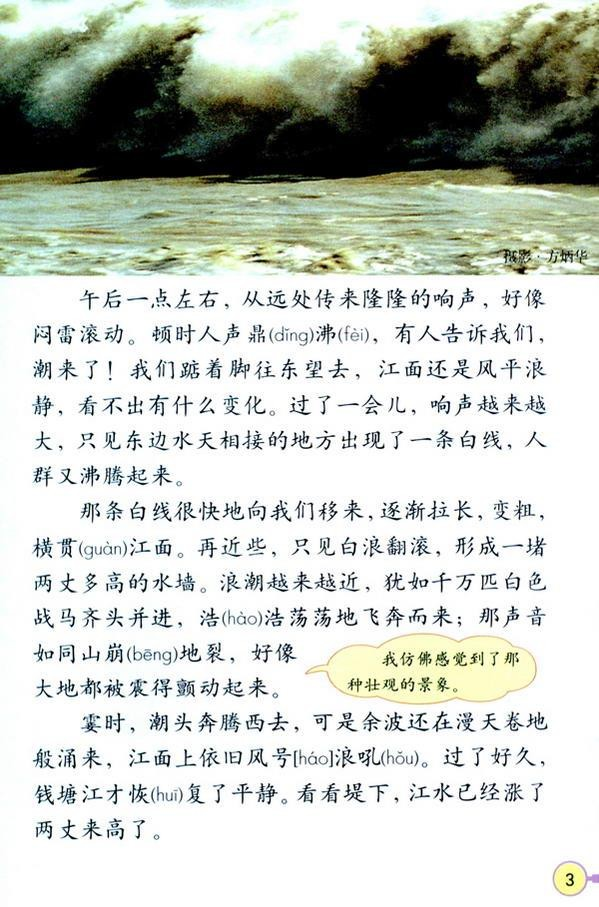 摄影·方炳华
午后一点左右，从远处传来隆隆的响声，好像
闷雷滚动。顿时人声鼎(dǐng)沸(fèi)，有人告诉我们，
潮来了！我们踮着脚往东望去，江面还是风平浪
静，看不出有什么变化。过了一会儿，响声越来越
大，只见东边水天相接的地方出现了一条白线，人
群又沸腾起来。
那条白线很快地向我们移来，逐渐拉长，变粗，
横贯(guàn)江面。再近些，只见白浪翻滚，形成一堵
两丈多高的水墙。浪潮越来越近，犹如千万匹白色
战马齐头并进，浩(hào)浩荡荡地飞奔而来；那声音
如同山崩(bēng)地裂，好像
大地都被震得颤动起来。
我仿佛感觉到了那
种壮观的景象。
霎时，潮头奔腾西去，可是余波还在漫天卷地
般涌来，江面上依旧风号[háo]浪吼(hǒu)。过了好久，
钱塘江才恢(huī)复了平静。看看堤下，江水已经涨了
两丈来高了。
3